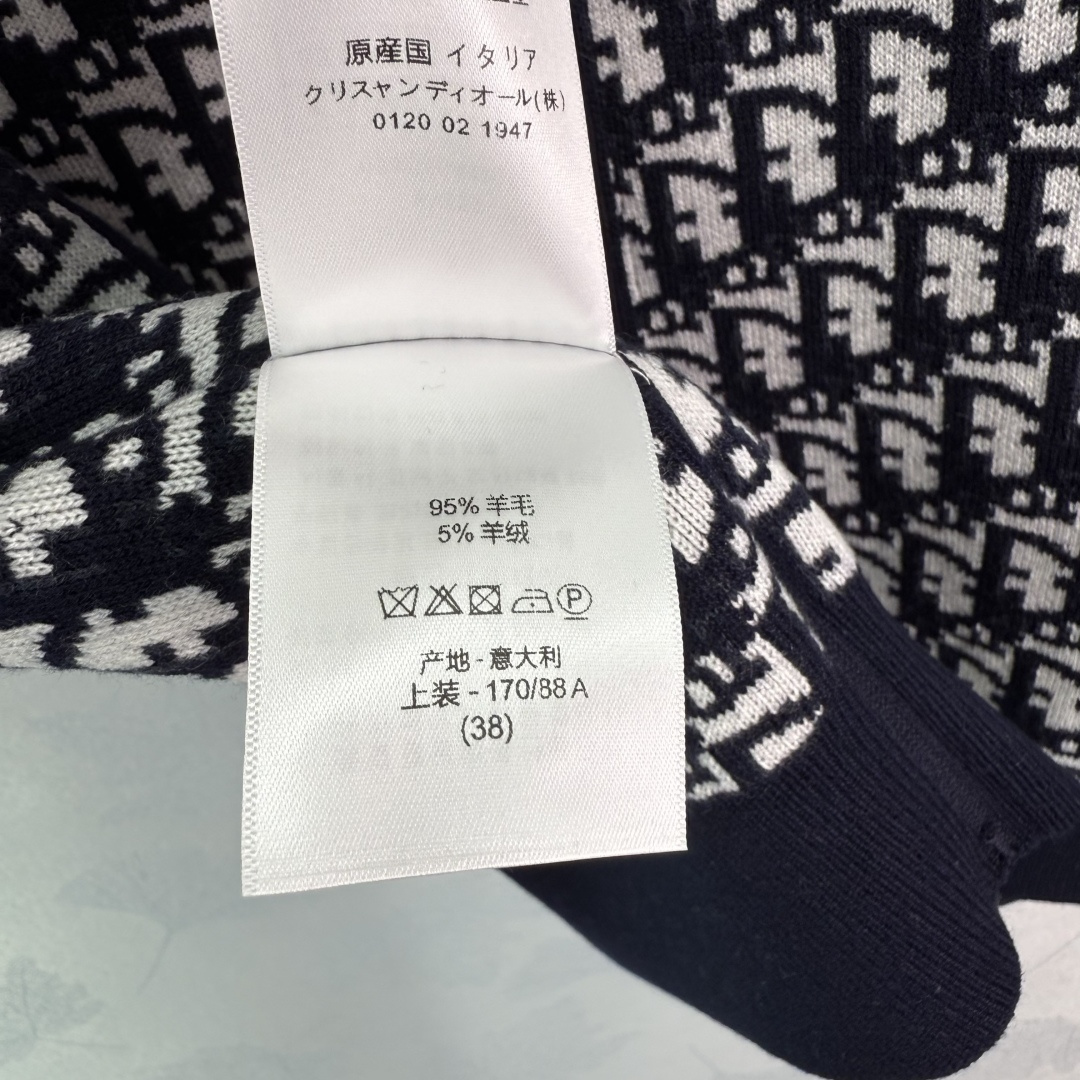 原産国 イタリア
クリスャンディオール(株)
0120 02 1947
95% 羊毛
5% 羊绒
P
产地 - 意大利
上装 - 170/88 A
(38)